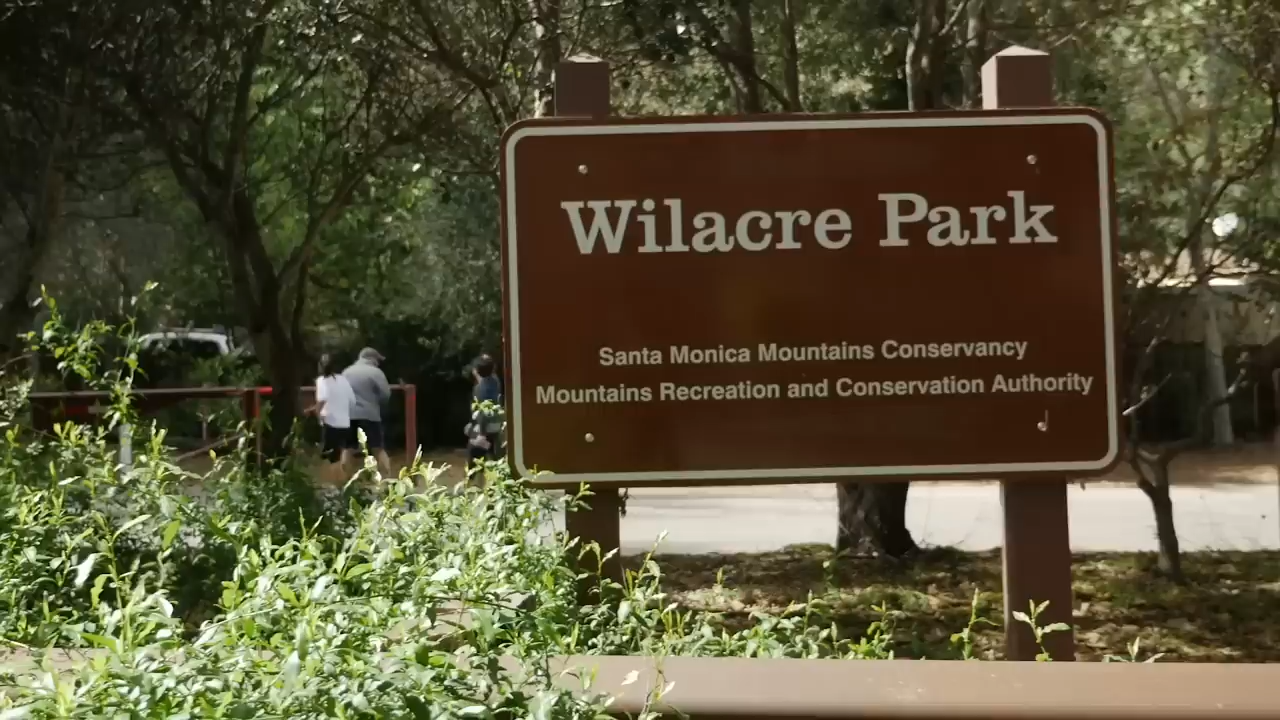 Wilacre Park
Santa Monica Mountains Conservancy
Mountains Recreation and Conservation Authority